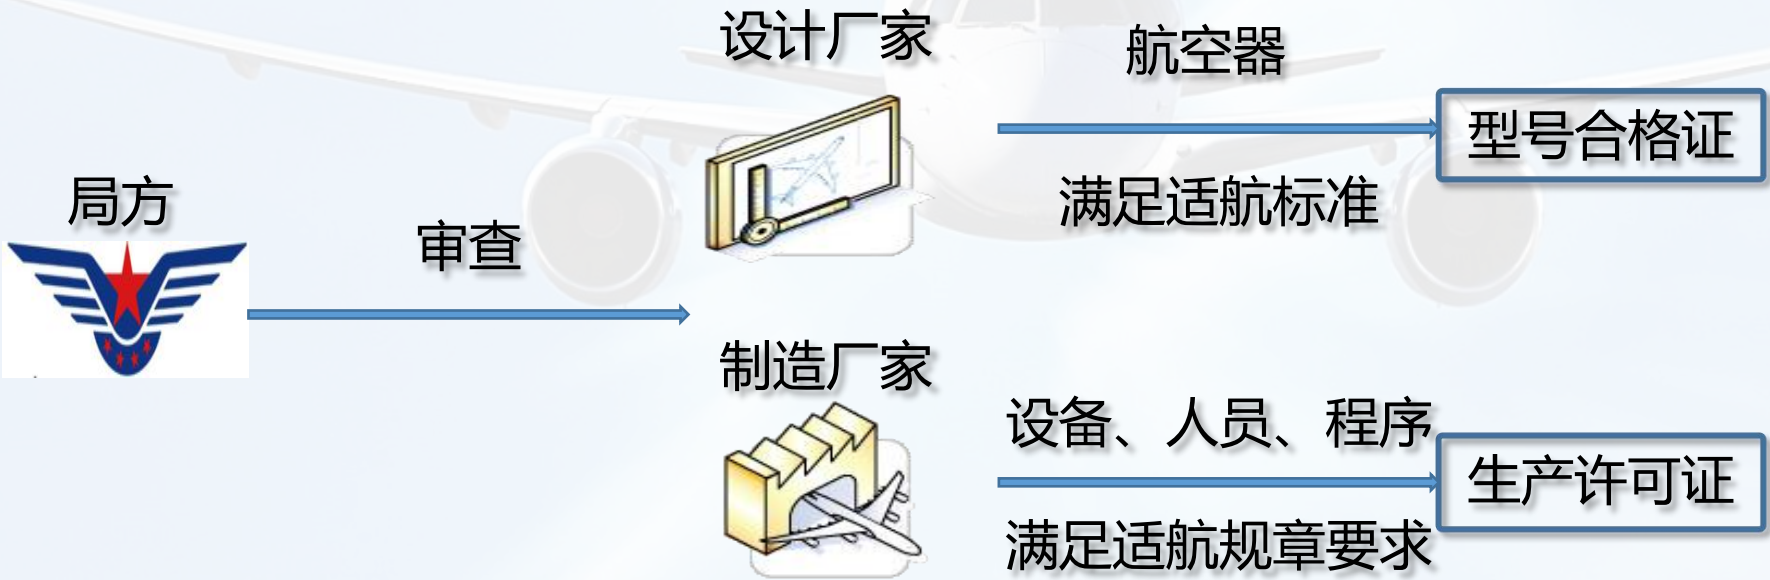 局方
审查
设计厂家
航空器
满足适航标准
型号合格证
制造厂家
设备、人员、程序
满足适航规章要求
生产许可证